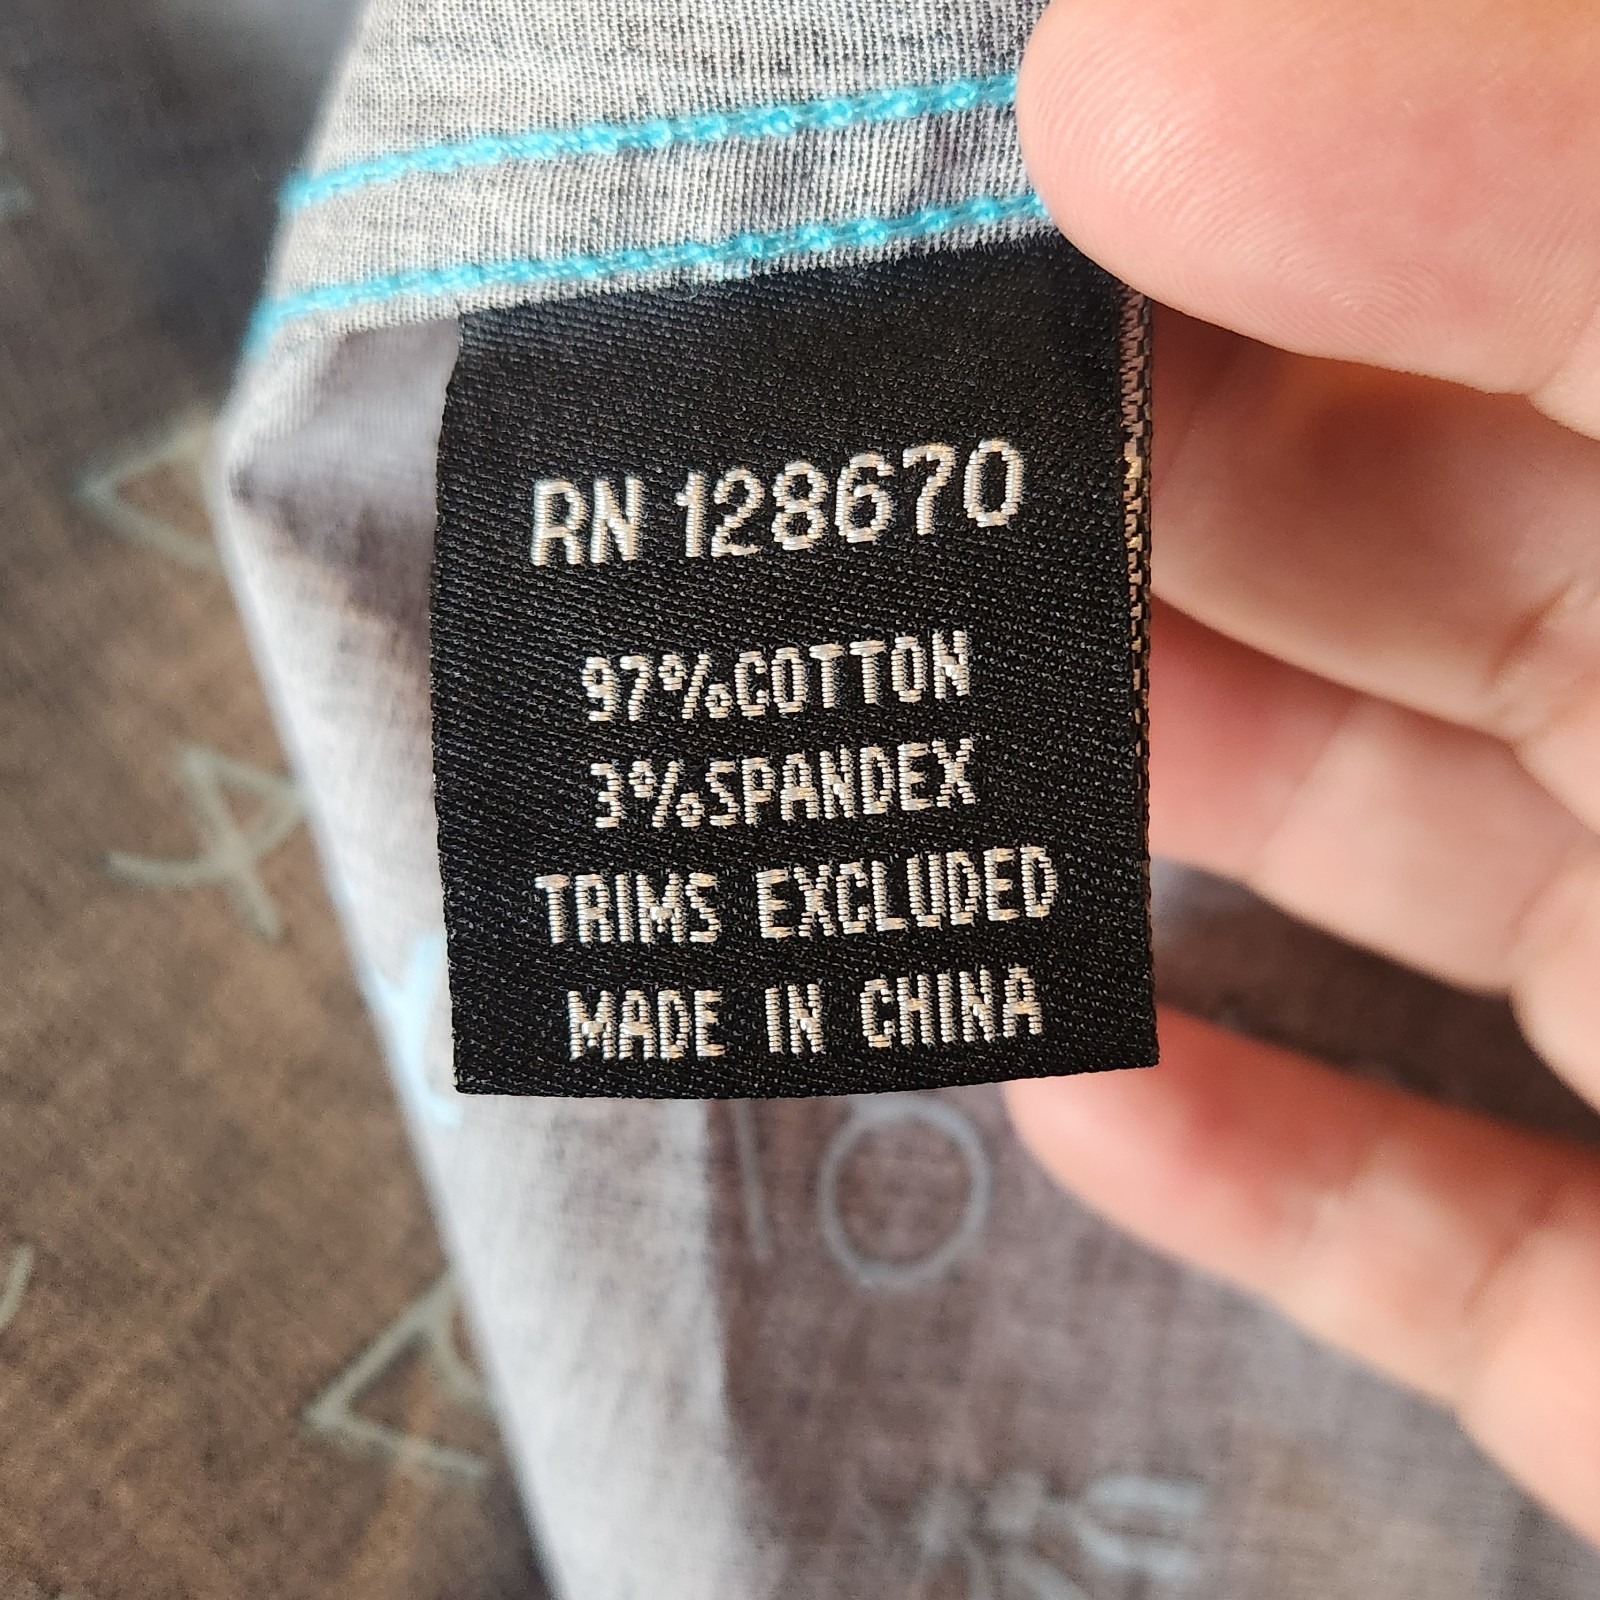 RN 128670
97%COTTON
3%SPANDEX
TRIMS EXCLUDED
MADE IN CHINA